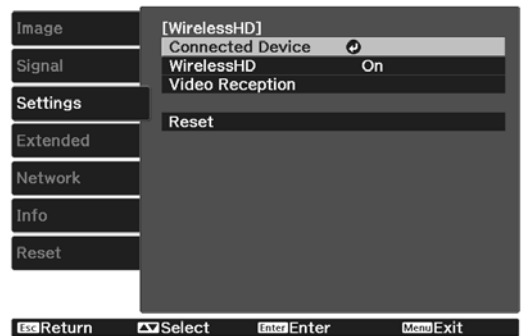 Image
Signal
Settings
Extended
Network
Info
Reset
[WirelessHD]
Connected Device
WirelessHD On
Video Reception
Reset
Esc Return Select Enter Enter Menu Exit